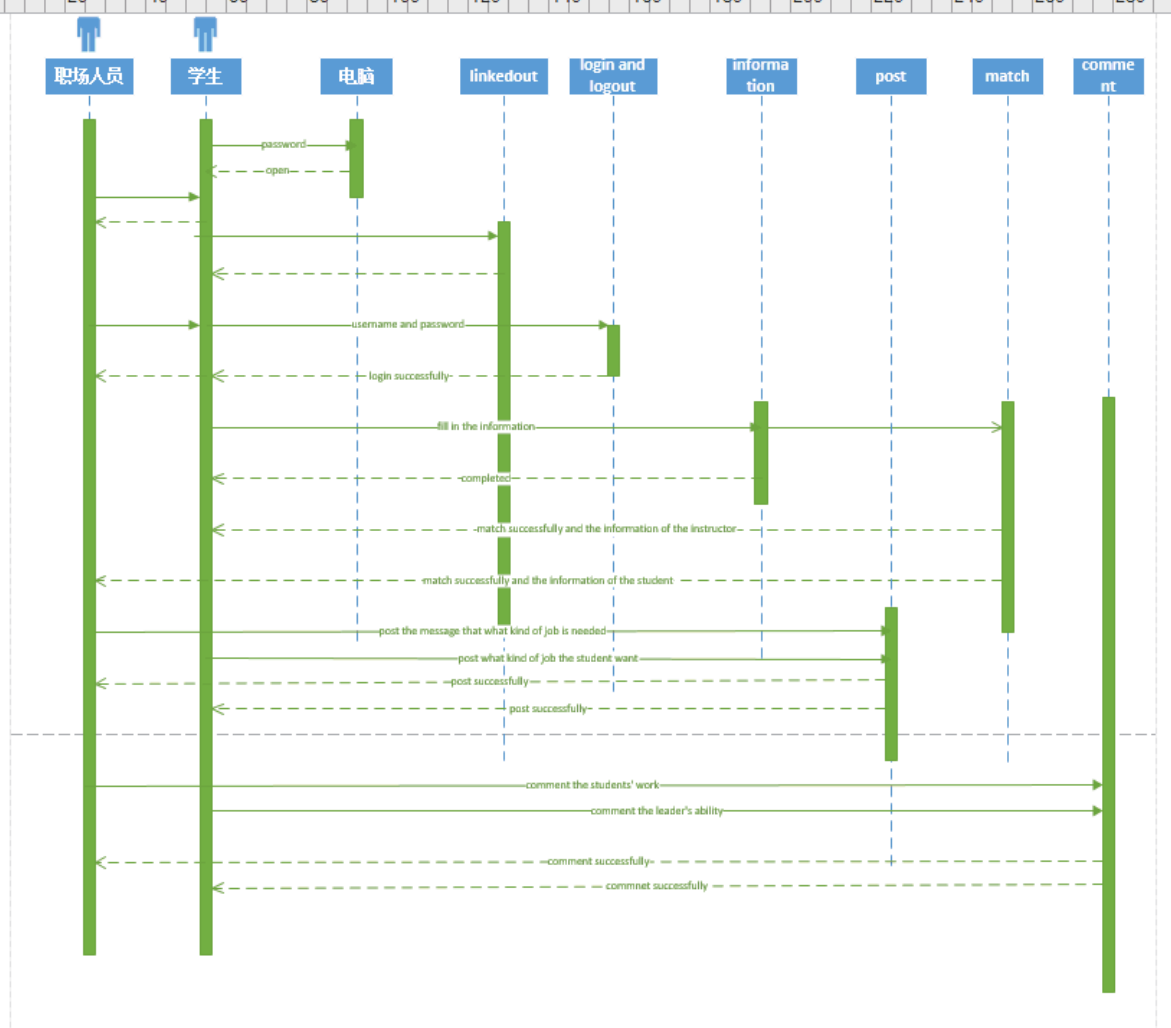 职场人员
学生
电脑
linkedout
login and
logout
informa
tion
post
match
comme
nt
password
open
username and password
login successfully
fill in the information
completed
match successfully and the information of the instructor
match successfully and the information of the student
post the message that what kind of job is needed
post what kind of job the student want
post successfully
post successfully
comment the students' work
comment the leader's ability
comment successfully
commnet successfully